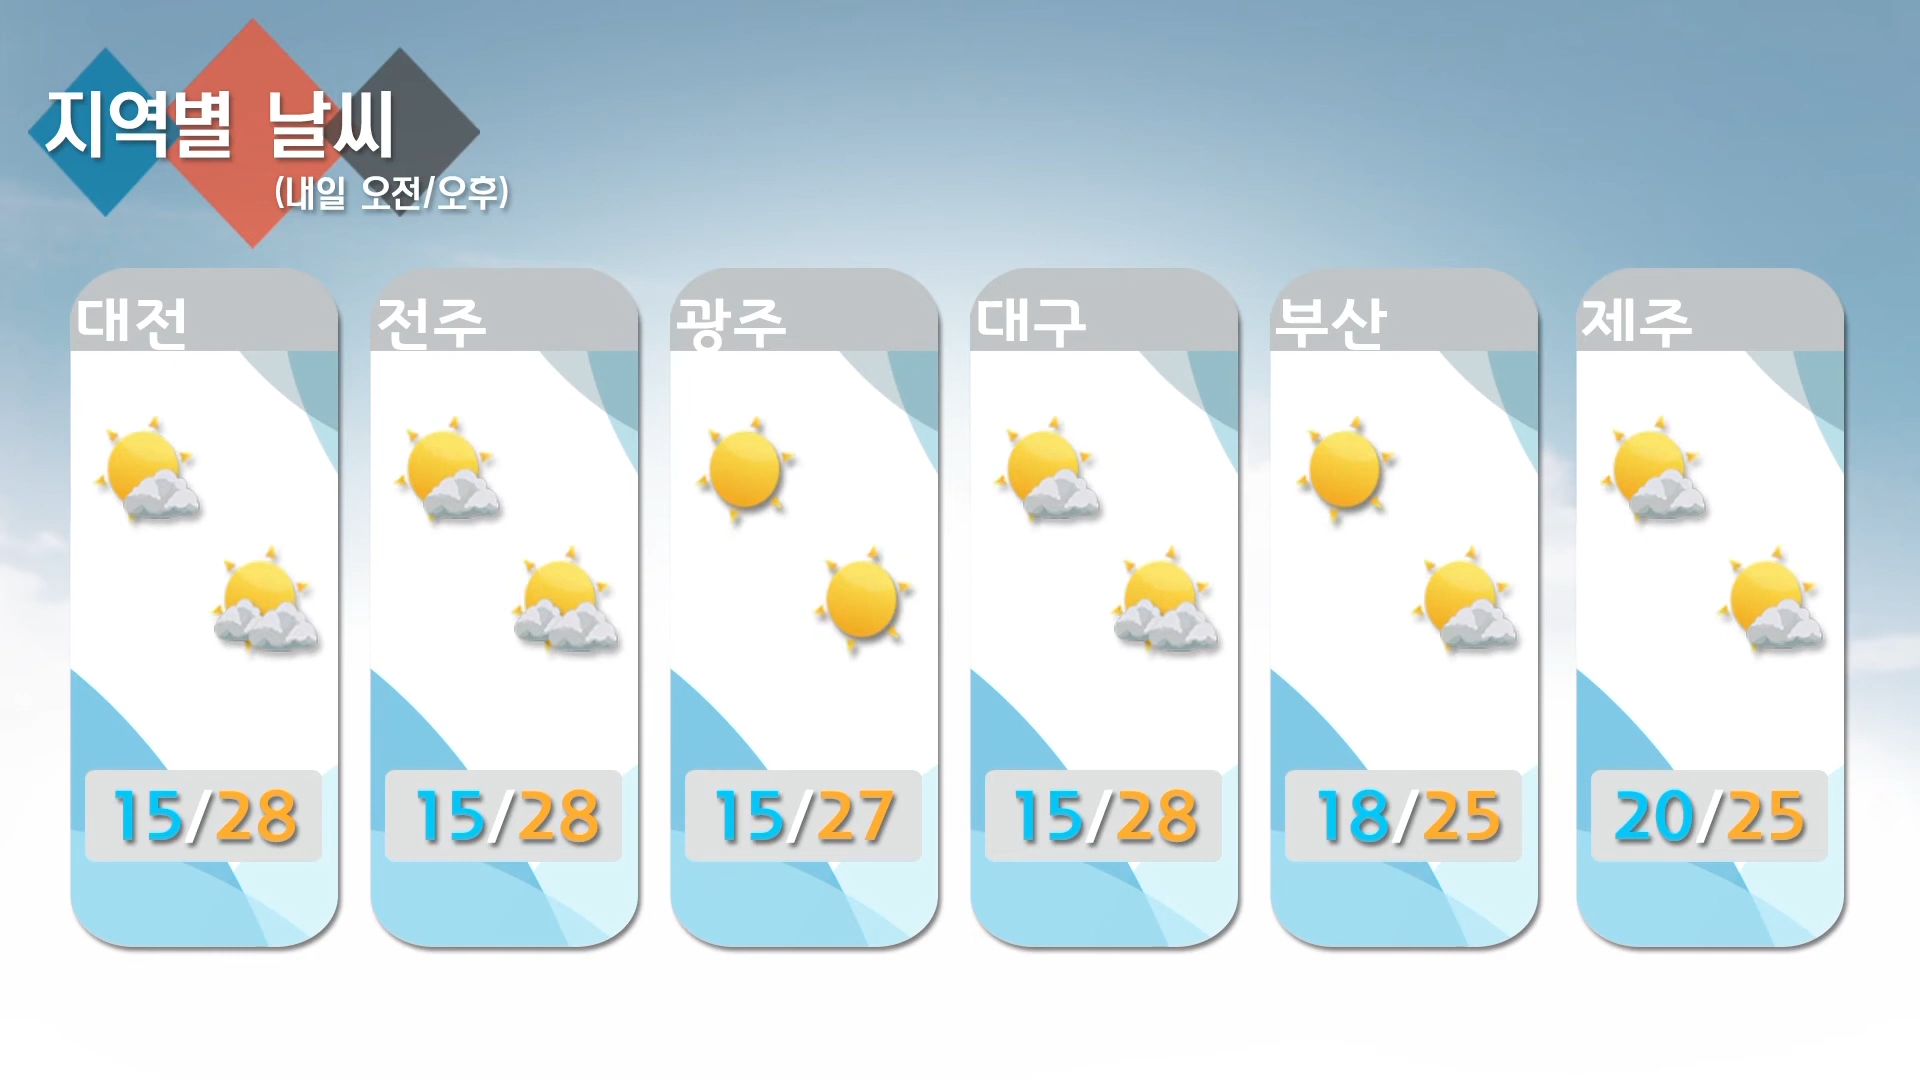 지역별 날씨
(내일 오전/오후)
대전
전주
광주
대구
부산
제주
15/28
15/28
15/27
15/28
18/25
20/25